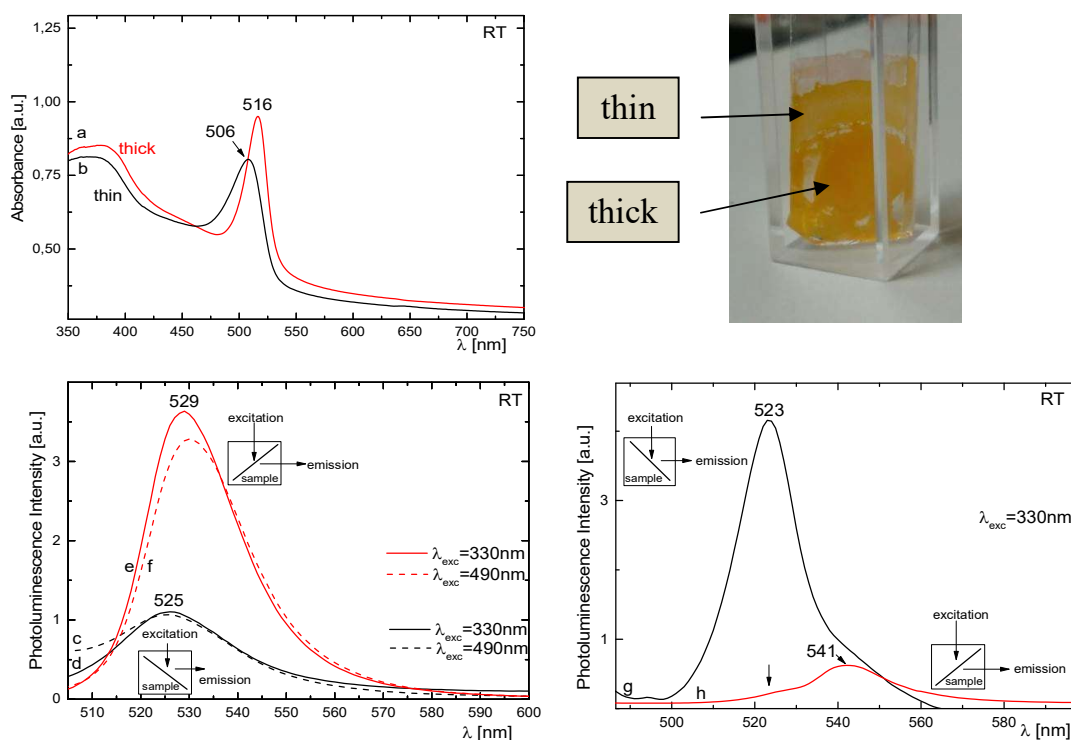 1,25
RT
1,00
516
506
a
thick
b
thin
0,75
0,50
Absorbance [a.u.]
350 400 450 500 550 600 650 700 750
λ [nm]
thin
thick
RT
529
excitation
emission
sample
3
2
1
0
e f
λexc=330nm
λexc=490nm
525
λexc=330nm
λexc=490nm
c
d
excitation
emission
sample
Photoluminescence Intensity [a.u.]
510 520 530 540 550 560 570 580 590 600
λ [nm]
RT
523
excitation
emission
sample
3
1
λexc=330nm
541
excitation
emission
sample
g
h
Photoluminescence Intensity [a.u.]
500 520 540 560 580
λ [nm]